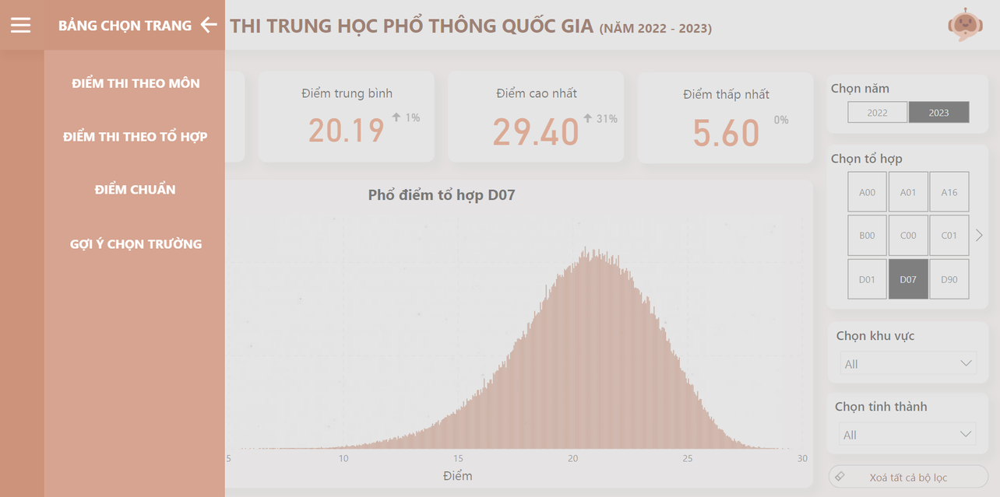 BẢNG CHỌN TRANG
THI TRUNG HỌC PHỔ THÔNG QUỐC GIA (NĂM 2022 - 2023)
ĐIỂM THI THEO MÔN
ĐIỂM THI THEO TỔ HỢP
ĐIỂM CHUẨN
GỢI Ý CHỌN TRƯỜNG
Điểm trung bình
20.19
1%
Điểm cao nhất
29.40
31%
Điểm thấp nhất
5.60
0%
Phổ điểm tổ hợp D07
5 10 15 20 25 30
Điểm
Chọn năm
2022 2023
Chọn tổ hợp
A00 A01 A16
B00 C00 C01
D01 D07 D90
Chọn khu vực
All
Chọn tỉnh thành
All
Xoá tất cả bộ lọc